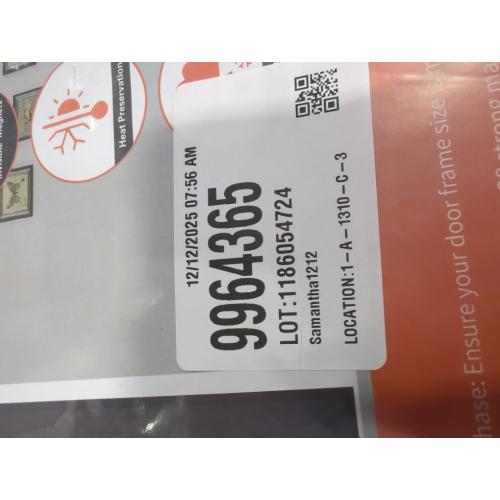 12/12/2025 07:56 AM
9964365
LOT:1186054724
Samantha1212
LOCATION:1-A-1310-C-3
Heat Preservation
Ensure your door frame size
strong